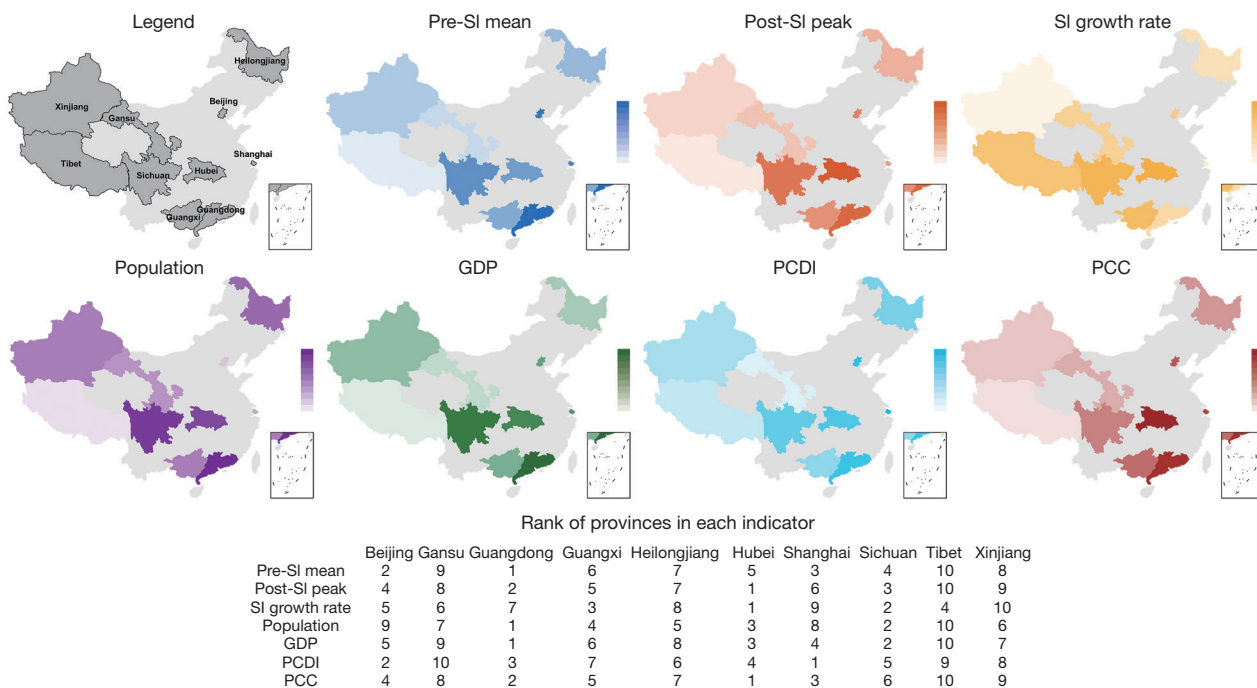 Legend
Pre-SI mean
Post-SI peak
SI growth rate
Heilongjiang
Beijing
Xinjiang
Gansu
Shanghai
Tibet
Sichuan
Hubei
Guangxi
Guangdong
Population
GDP
PCDI
PCC
Rank of provinces in each indicator
Beijing Gansu Guangdong Guangxi Heilongjiang Hubei Shanghai Sichuan Tibet Xinjiang
Pre-SI mean 2 9 1 6 7 5 3 4 10 8
Post-SI peak 4 8 2 5 7 1 6 3 10 9
SI growth rate 5 6 7 3 8 1 9 2 4 10
Population 9 7 1 4 5 3 8 2 10 6
GDP 5 9 1 6 8 3 4 2 10 7
PCDI 2 10 3 7 6 4 1 5 9 8
PCC 4 8 2 5 7 1 3 6 10 9